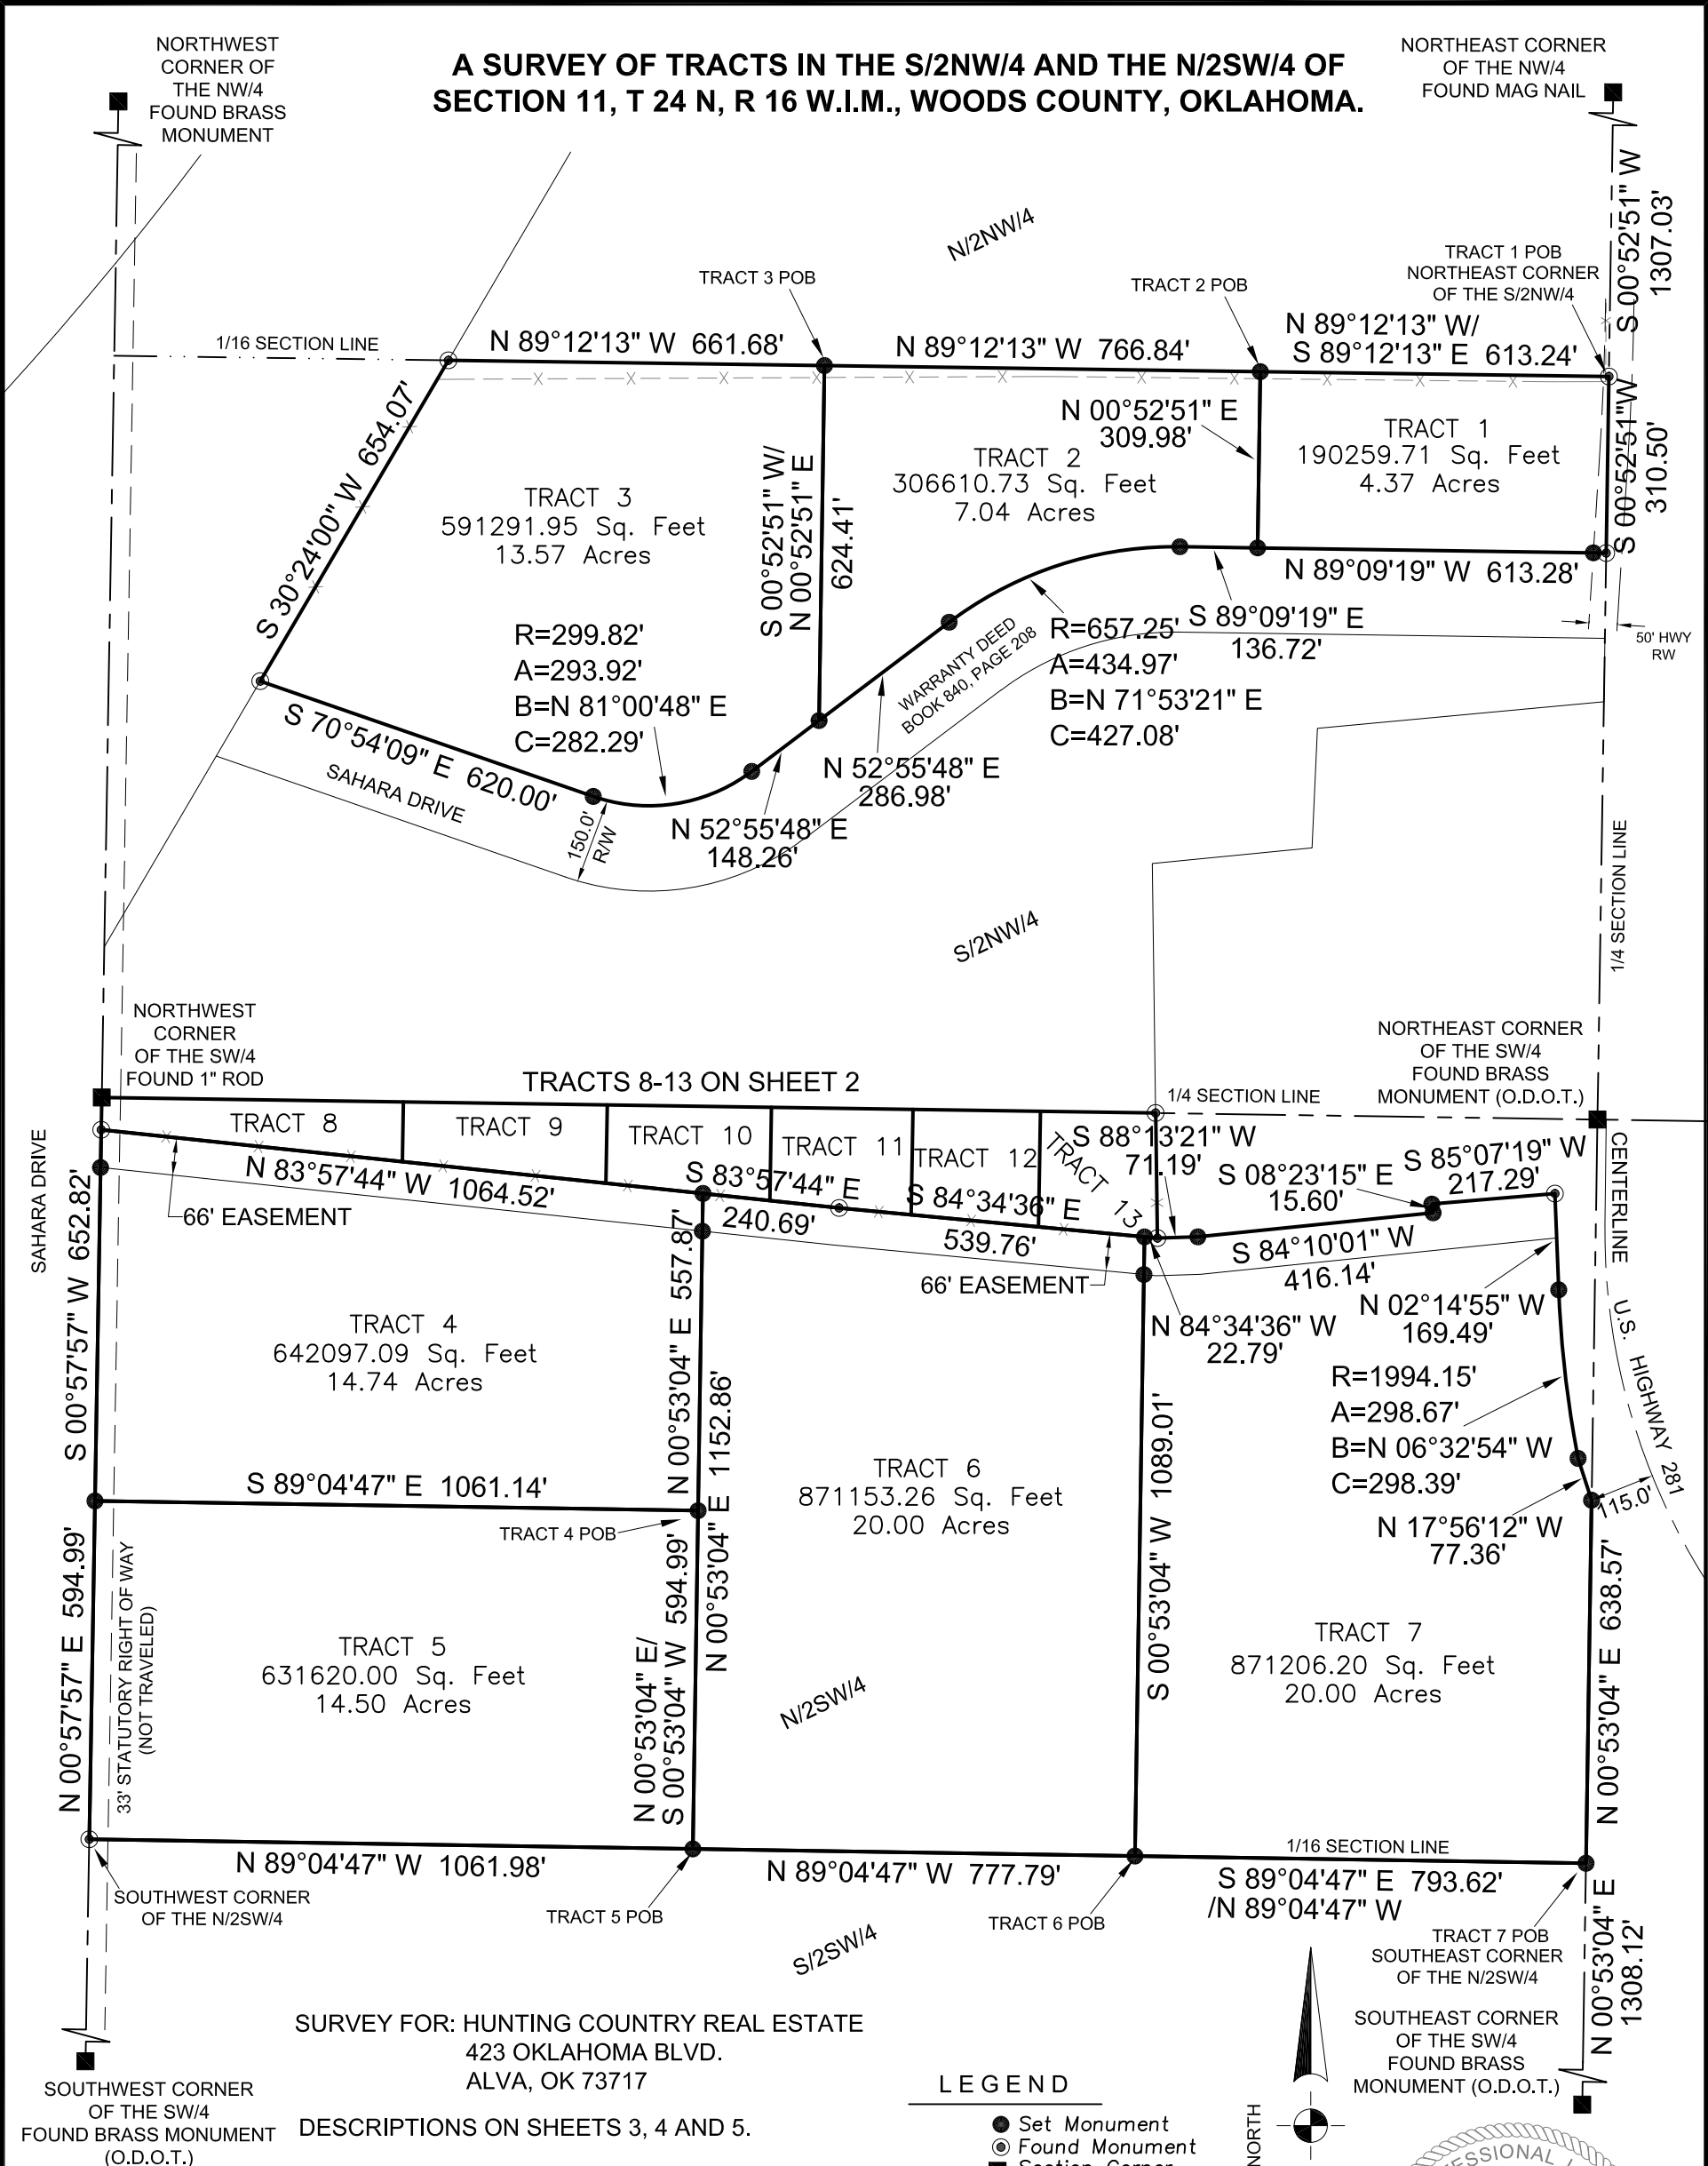 A SURVEY OF TRACTS IN THE S/2NW/4 AND THE N/2SW/4 OF
SECTION 11, T 24 N, R 16 W.I.M., WOODS COUNTY, OKLAHOMA.
NORTHWEST
CORNER OF
THE NW/4
FOUND BRASS
MONUMENT
NORTHEAST CORNER
OF THE NW/4
FOUND MAG NAIL
S 00°52'51" W
1307.03'
N/2NW/4
TRACT 3 POB
TRACT 2 POB
TRACT 1 POB
NORTHEAST CORNER
OF THE S/2NW/4
1/16 SECTION LINE
N 89°12'13" W 661.68'
N 89°12'13" W 766.84'
N 89°12'13" W/
S 89°12'13" E 613.24'
S 30°24'00" W 654.07'
TRACT 3
591291.95 Sq. Feet
13.57 Acres
S 00°52'51" W/
N 00°52'51" E
624.41'
TRACT 2
306610.73 Sq. Feet
7.04 Acres
N 00°52'51" E
309.98'
TRACT 1
190259.71 Sq. Feet
4.37 Acres
S 00°52'51"W
310.50'
N 89°09'19" W 613.28'
S 89°09'19" E
136.72'
50' HWY
RW
R=299.82'
A=293.92'
B=N 81°00'48" E
C=282.29'
WARRANTY DEED
BOOK 840, PAGE 208
R=657.25'
A=434.97'
B=N 71°53'21" E
C=427.08'
S 70°54'09" E 620.00'
SAHARA DRIVE
150.0'
R/W
N 52°55'48" E
148.26'
N 52°55'48" E
286.98'
1/4 SECTION LINE
S/2NW/4
NORTHWEST
CORNER
OF THE SW/4
FOUND 1" ROD
TRACTS 8-13 ON SHEET 2
1/4 SECTION LINE
NORTHEAST CORNER
OF THE SW/4
FOUND BRASS
MONUMENT (O.D.O.T.)
TRACT 8
TRACT 9
TRACT 10
TRACT 11
TRACT 12
TRACT 13
SAHARA DRIVE
S 00°57'57" W 652.82'
N 83°57'44" W 1064.52'
66' EASEMENT
S 83°57'44" E
240.69'
S 84°34'36" E
539.76'
66' EASEMENT
S 88°13'21" W
71.19'
S 08°23'15" E
15.60'
S 85°07'19" W
217.29'
S 84°10'01" W
416.14'
N 84°34'36" W
22.79'
N 02°14'55" W
169.49'
CENTERLINE
U.S. HIGHWAY 281
R=1994.15'
A=298.67'
B=N 06°32'54" W
C=298.39'
115.0'
N 17°56'12" W
77.36'
TRACT 4
642097.09 Sq. Feet
14.74 Acres
N 00°53'04" E 557.87'
N 00°53'04" E 1152.86'
S 89°04'47" E 1061.14'
TRACT 4 POB
TRACT 6
871153.26 Sq. Feet
20.00 Acres
S 00°53'04" W 1089.01'
N 00°57'57" E 594.99'
33' STATUTORY RIGHT OF WAY
(NOT TRAVELED)
TRACT 5
631620.00 Sq. Feet
14.50 Acres
N 00°53'04" E/
S 00°53'04" W 594.99'
N/2SW/4
TRACT 7
871206.20 Sq. Feet
20.00 Acres
N 00°53'04" E 638.57'
N 89°04'47" W 1061.98'
N 89°04'47" W 777.79'
1/16 SECTION LINE
S 89°04'47" E 793.62'
/N 89°04'47" W
SOUTHWEST CORNER
OF THE N/2SW/4
TRACT 5 POB
TRACT 6 POB
TRACT 7 POB
SOUTHEAST CORNER
OF THE N/2SW/4
N 00°53'04" E
1308.12'
S/2SW/4
SURVEY FOR: HUNTING COUNTRY REAL ESTATE
423 OKLAHOMA BLVD.
ALVA, OK 73717
SOUTHEAST CORNER
OF THE SW/4
FOUND BRASS
MONUMENT (O.D.O.T.)
SOUTHWEST CORNER
OF THE SW/4
FOUND BRASS MONUMENT
(O.D.O.T.)
DESCRIPTIONS ON SHEETS 3, 4 AND 5.
LEGEND
Set Monument
Found Monument
Section Corner
NORTH
ESSIONAL